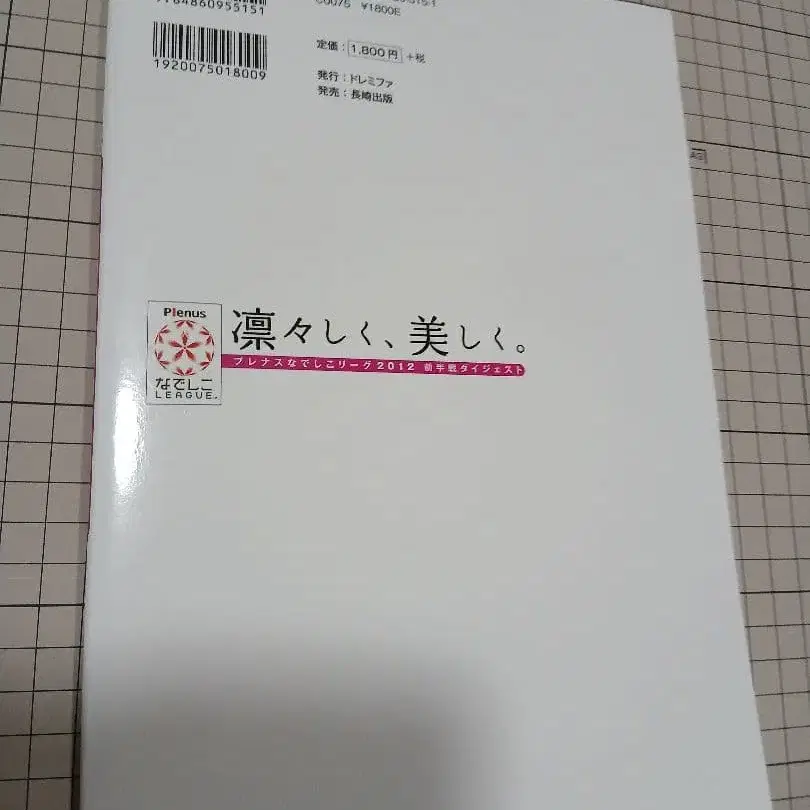 9784860955151
C0075 ¥1800E
1920075018009
定価：1,800円 +税
発行：ドレミファ
発売：長崎出版
Plenus
なでしこ
LEAGUE
凛々しく、美しく。
プレナスなでしこリーグ2012 前半戦ダイジェスト